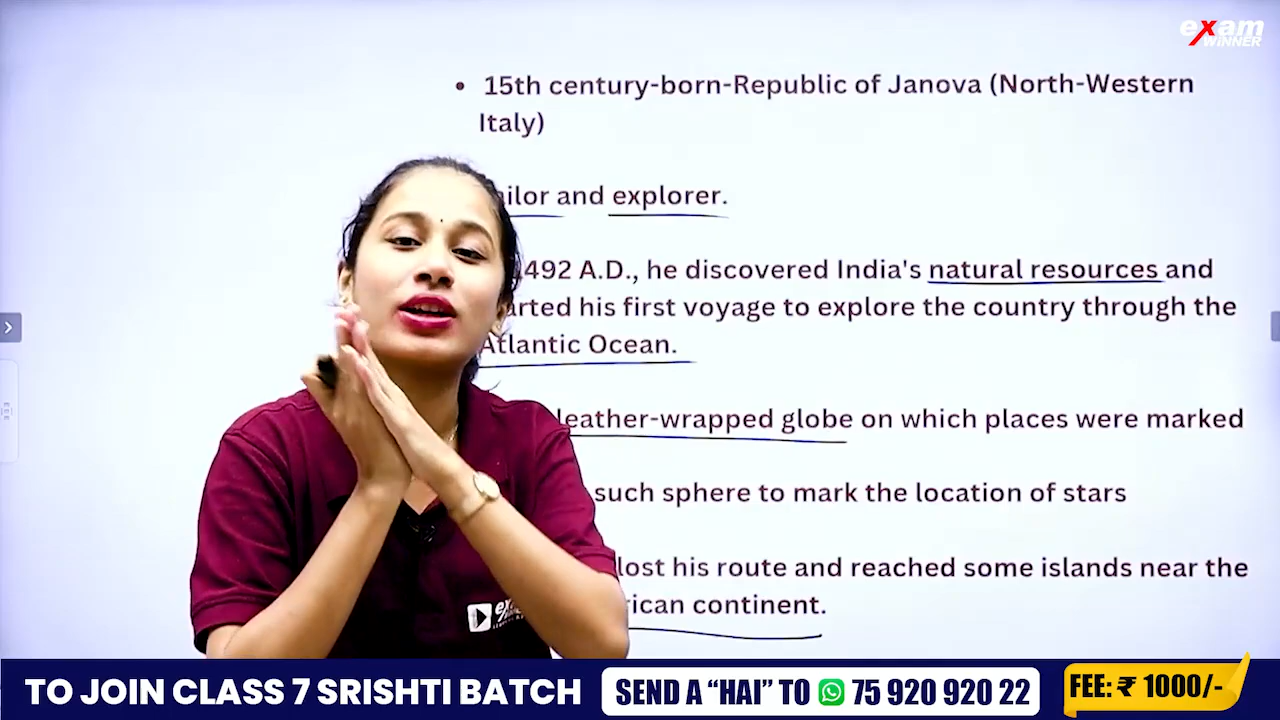 exam
WINNER
• 15th century-born-Republic of Janova (North-Western
Italy)
and explorer.
492 A.D., he discovered India's natural resources and
his first voyage to explore the country through the
Atlantic Ocean.
leather-wrapped globe on which places were marked
such sphere to mark the location of stars
lost his route and reached some islands near the
continent.
TO JOIN CLASS 7 SRISHTI BATCH
SEND A “HAI” TO 75 920 920 22
FEE: ₹ 1000/-